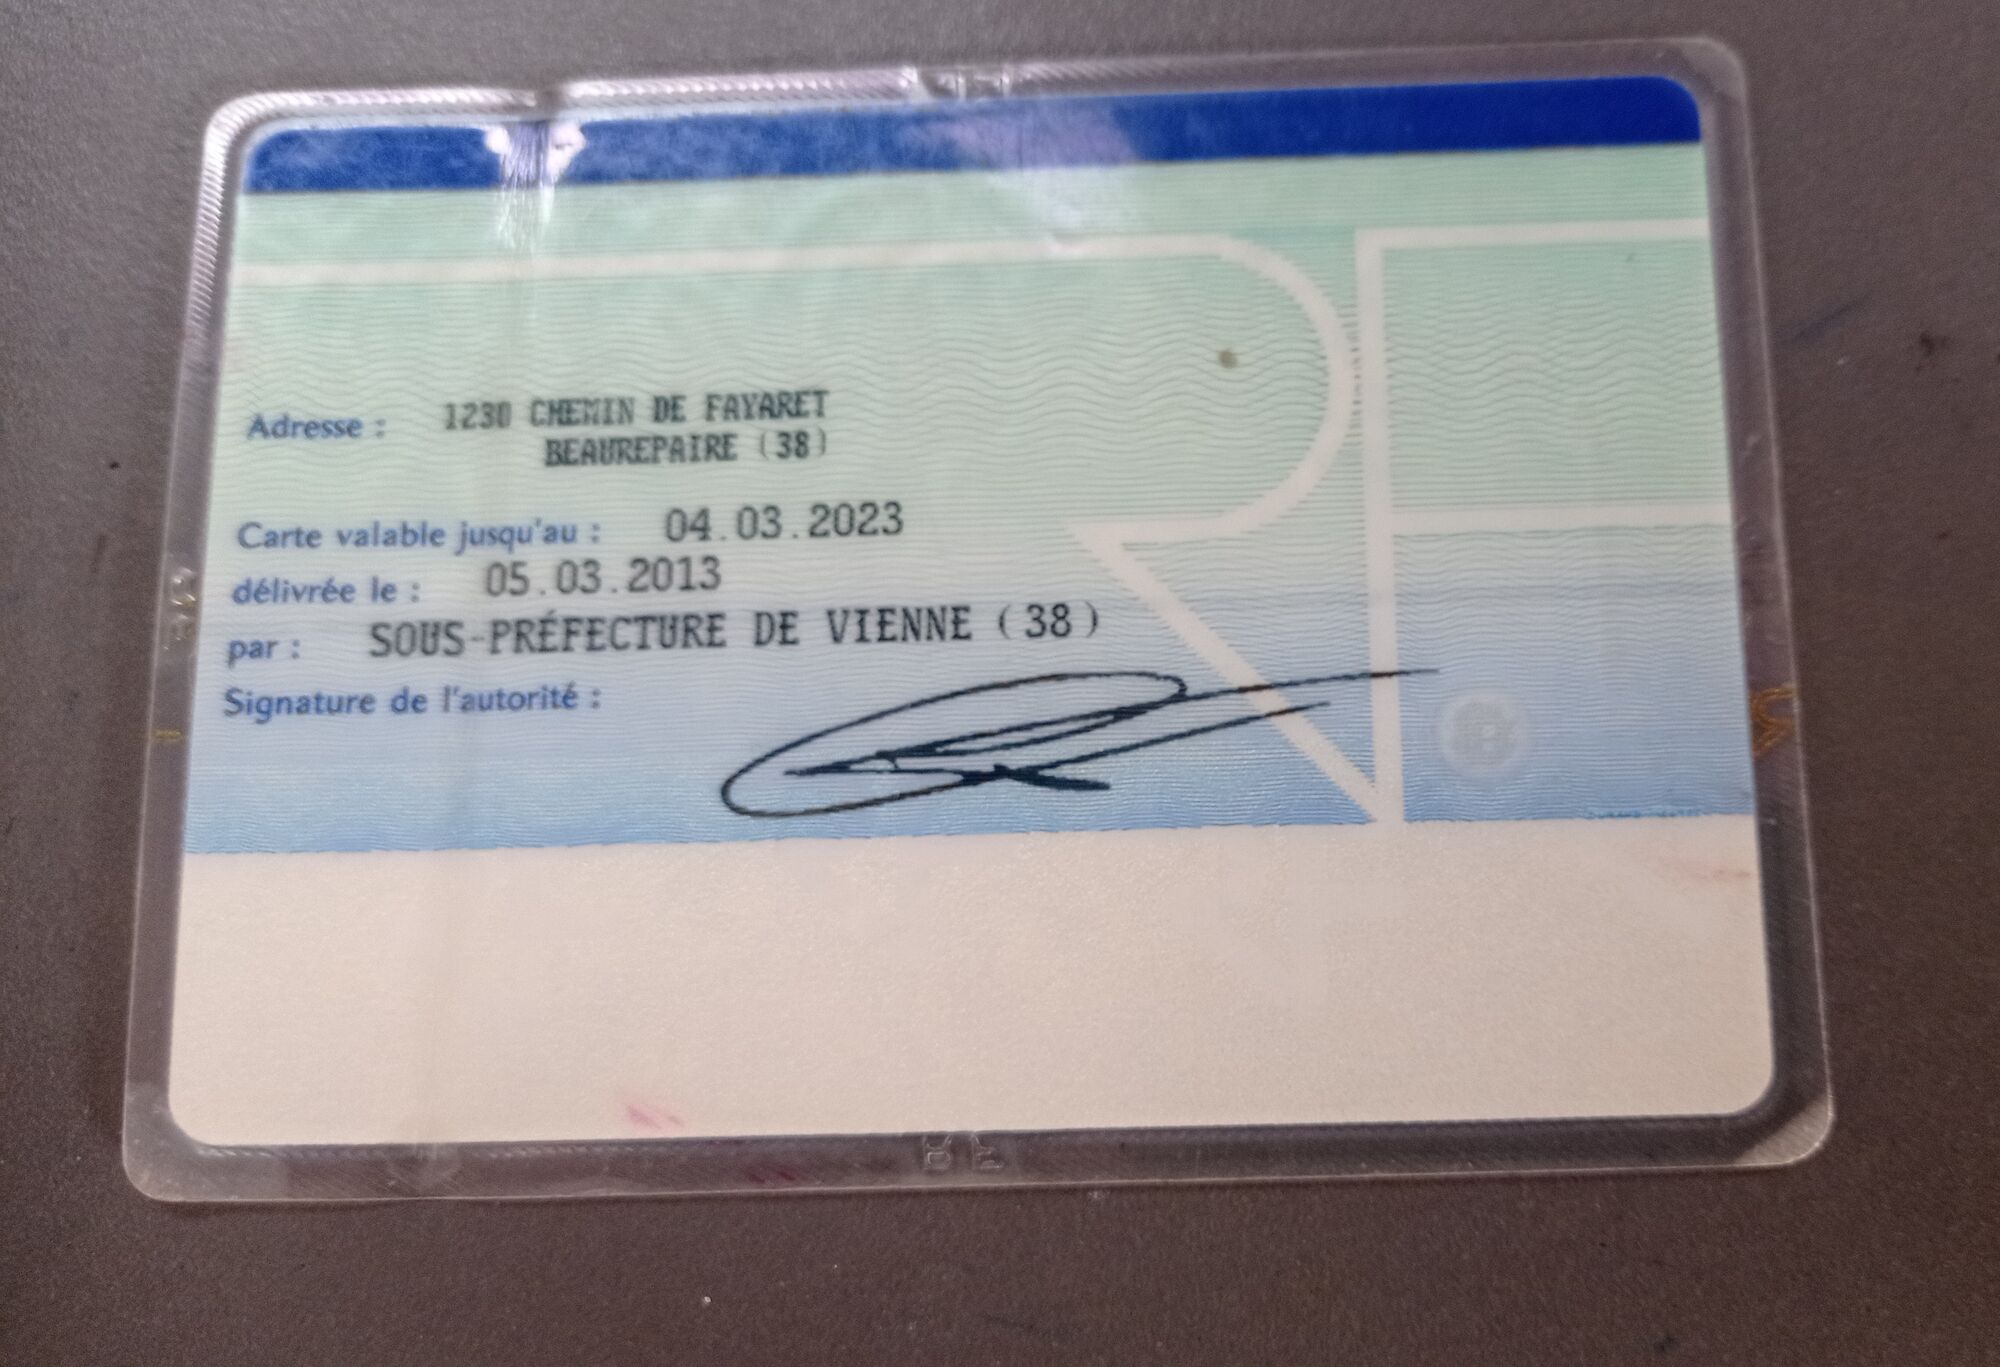 Adresse : 1230 CHEMIN DE FAYARET
BEAUREPAIRE (38)
Carte valable jusqu'au : 04.03.2023
délivrée le : 05.03.2013
par : SOUS-PRÉFECTURE DE VIENNE (38)
Signature de l'autorité :
RF